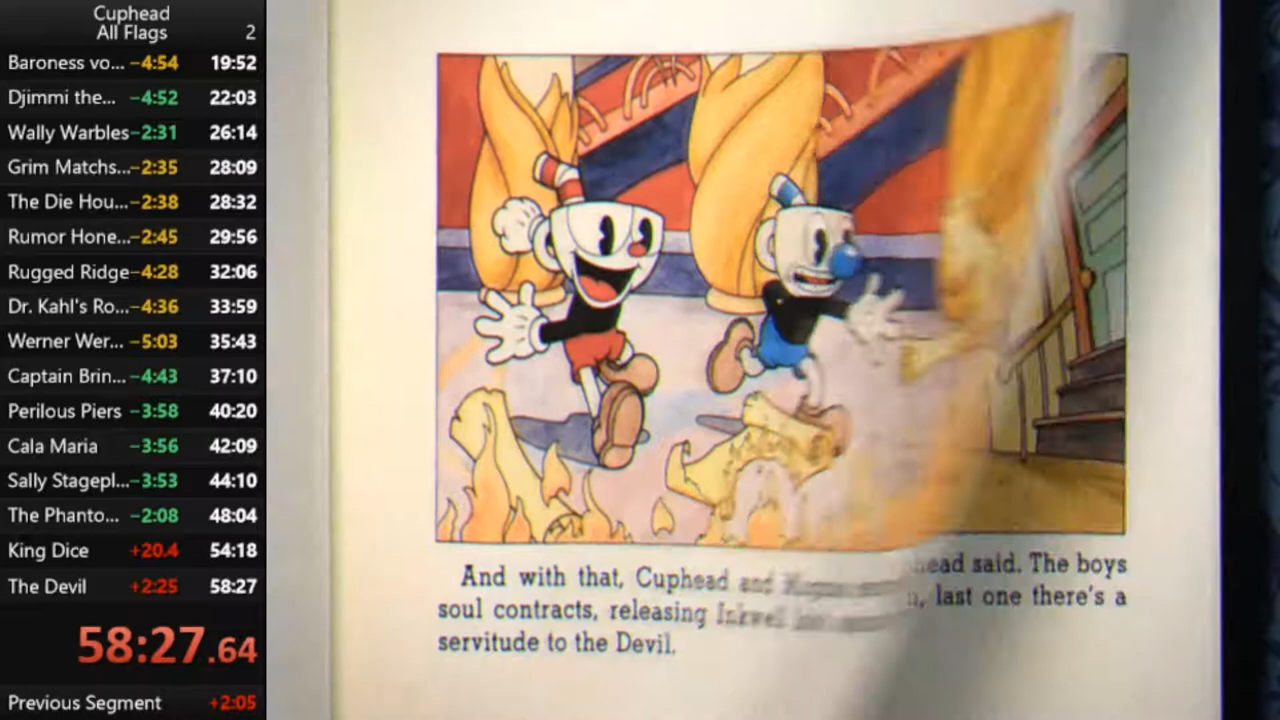 Cuphead
All Flags 2
Baroness vo... −4:54 19:52
Djimmi the... −4:52 22:03
Wally Warbles −2:31 26:14
Grim Matchs... −2:35 28:09
The Die Hou... −2:38 28:32
Rumor Hone... −2:45 29:56
Rugged Ridge −4:28 32:06
Dr. Kahl's Ro... −4:36 33:59
Werner Wer... −5:03 35:43
Captain Brin... −4:43 37:10
Perilous Piers −3:58 40:20
Cala Maria −3:56 42:09
Sally Stagepl... −3:53 44:10
The Phanto... −2:08 48:04
King Dice +20.4 54:18
The Devil +2:25 58:27
58:27.64
Previous Segment +2:05
And with that, Cuphead and head said. The boys
soul contracts, releasing Inkwell last one there's a
servitude to the Devil.